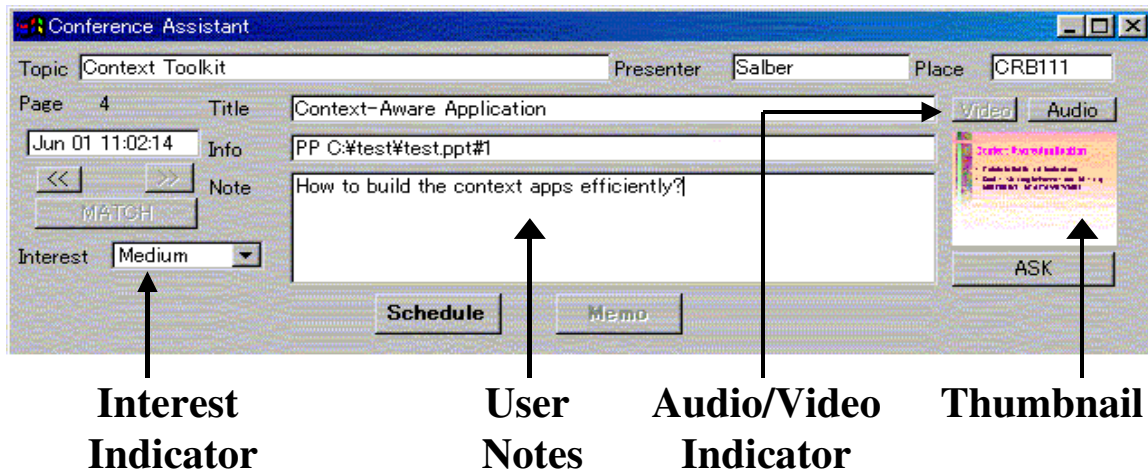 Conference Assistant
Topic Context Toolkit Presenter Salber Place CRB111
Page 4 Title Context-Aware Application Video Audio
Jun 01 11:02:14 Info PP C:¥test¥test.ppt#1
<< >> Note How to build the context apps efficiently?
MATCH
Interest Medium
ASK
Schedule Memo
Interest User Audio/Video Thumbnail
Indicator Notes Indicator